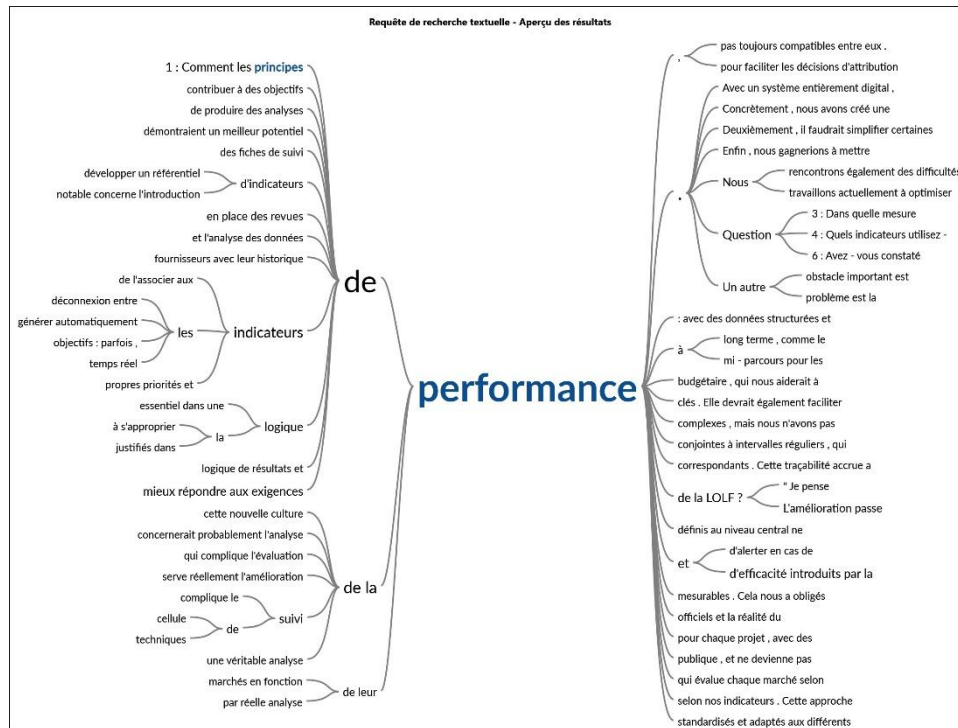 Requête de recherche textuelle - Aperçu des résultats
1 : Comment les principes
contribuer à des objectifs
de produire des analyses
démontraient un meilleur potentiel
des fiches de suivi
développer un référentiel
notable concerne l'introduction
d'indicateurs
en place des revues
et l'analyse des données
fournisseurs avec leur historique
de l'associer aux
déconnexion entre
générer automatiquement
objectifs : parfois ,
temps réel
les
propres priorités et
indicateurs
essentiel dans une
à s'approprier
justifiés dans
la
logique
logique de résultats et
mieux répondre aux exigences
de
cette nouvelle culture
concernerait probablement l'analyse
qui complique l'évaluation
serve réellement l'amélioration
complique le
cellule
techniques
de
suivi
une véritable analyse
de la
marchés en fonction
par réelle analyse
de leur
performance
,
pas toujours compatibles entre eux .
pour faciliter les décisions d'attribution
.
Avec un système entièrement digital ,
Concrètement , nous avons créé une
Deuxièmement , il faudrait simplifier certaines
Enfin , nous gagnerions à mettre
Nous
rencontrons également des difficultés
travaillons actuellement à optimiser
Question
3 : Dans quelle mesure
4 : Quels indicateurs utilisez -
6 : Avez - vous constaté
Un autre
obstacle important est
problème est la
: avec des données structurées et
à
long terme , comme le
mi - parcours pour les
budgétaire , qui nous aiderait à
clés . Elle devrait également faciliter
complexes , mais nous n'avons pas
conjointes à intervalles réguliers , qui
correspondants . Cette traçabilité accrue a
de la LOLF ?
" Je pense
L'amélioration passe
définis au niveau central ne
et
d'alerter en cas de
d'efficacité introduits par la
mesurables . Cela nous a obligés
officiels et la réalité du
pour chaque projet , avec des
publique , et ne devienne pas
qui évalue chaque marché selon
selon nos indicateurs . Cette approche
standardisés et adaptés aux différents